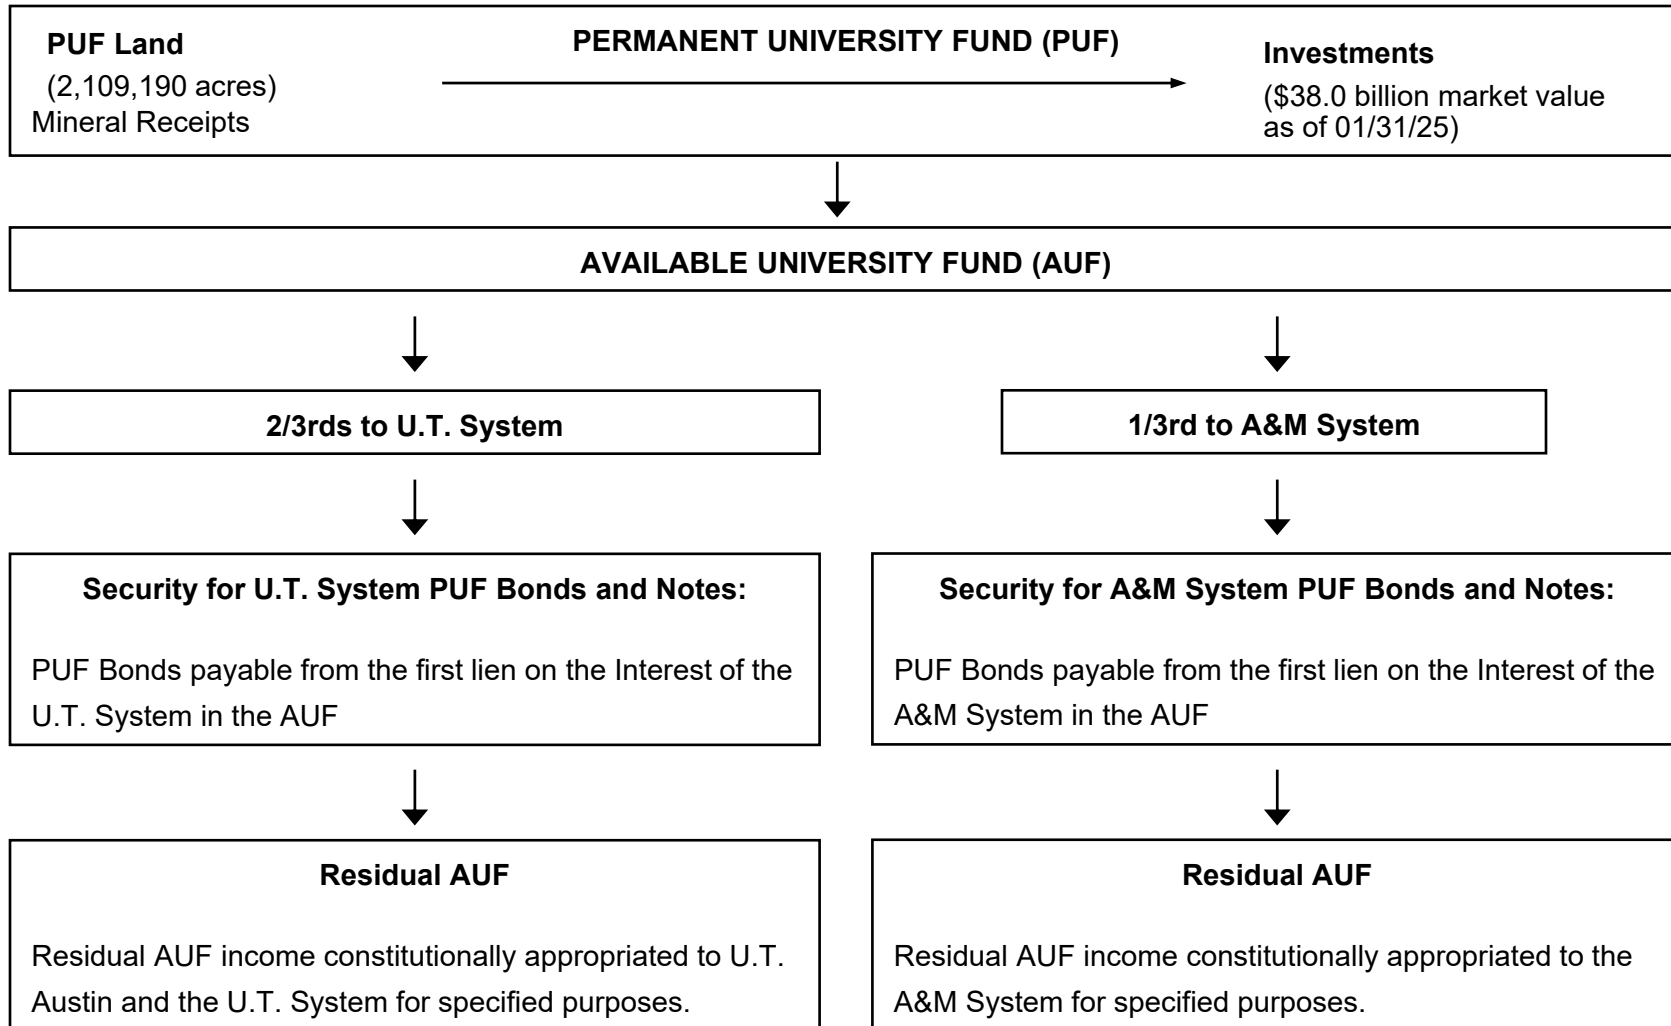 PERMANENT UNIVERSITY FUND (PUF)
PUF Land
(2,109,190 acres)
Mineral Receipts
Investments
($38.0 billion market value
as of 01/31/25)
AVAILABLE UNIVERSITY FUND (AUF)
2/3rds to U.T. System
1/3rd to A&M System
Security for U.T. System PUF Bonds and Notes:
PUF Bonds payable from the first lien on the Interest of the
U.T. System in the AUF
Security for A&M System PUF Bonds and Notes:
PUF Bonds payable from the first lien on the Interest of the
A&M System in the AUF
Residual AUF
Residual AUF income constitutionally appropriated to U.T.
Austin and the U.T. System for specified purposes.
Residual AUF
Residual AUF income constitutionally appropriated to the
A&M System for specified purposes.